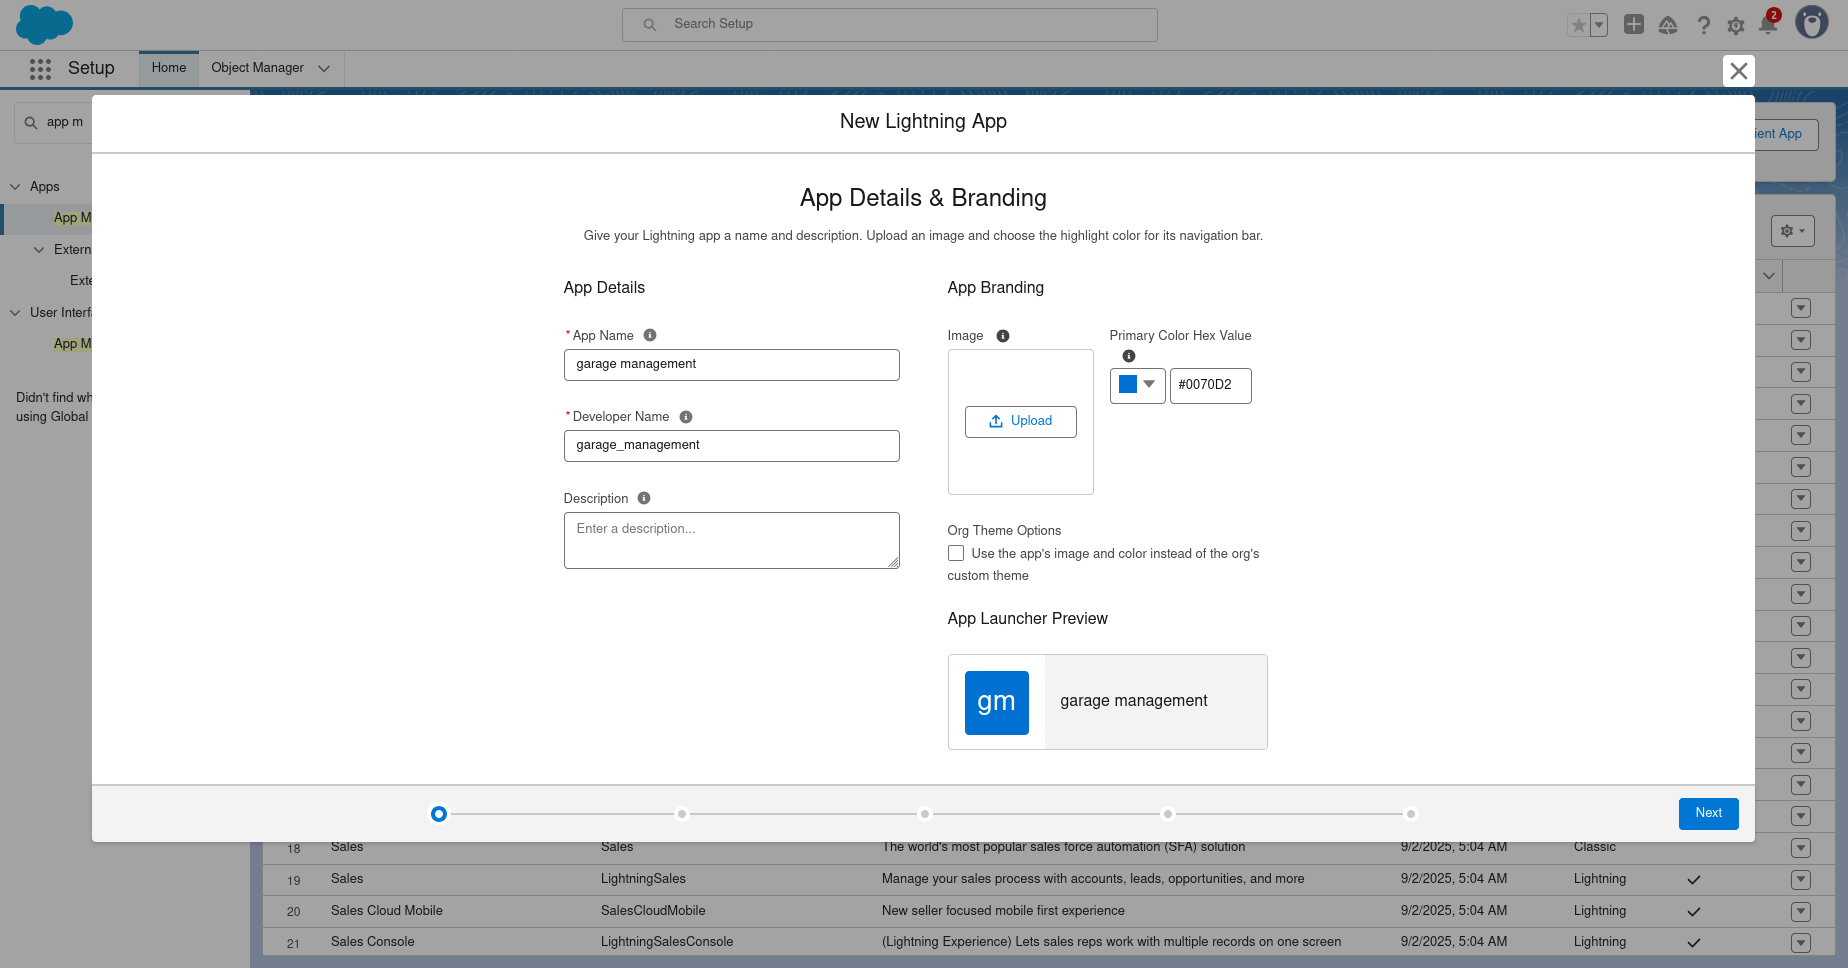 Search Setup
2
Setup
Home
Object Manager
app m
New Lightning App
ient App
Apps
App M
Extern
Exte
User Interf
App M
Didn't find wh
using Global
App Details & Branding
Give your Lightning app a name and description. Upload an image and choose the highlight color for its navigation bar.
App Details
* App Name
garage management
* Developer Name
garage_management
Description
Enter a description...
App Branding
Image
Primary Color Hex Value
#0070D2
Upload
Org Theme Options
Use the app's image and color instead of the org's
custom theme
App Launcher Preview
gm
garage management
Next
18 Sales Sales The world's most popular sales force automation (SFA) solution 9/2/2025, 5:04 AM Classic
19 Sales LightningSales Manage your sales process with accounts, leads, opportunities, and more 9/2/2025, 5:04 AM Lightning
20 Sales Cloud Mobile SalesCloudMobile New seller focused mobile first experience 9/2/2025, 5:04 AM Lightning
21 Sales Console LightningSalesConsole (Lightning Experience) Lets sales reps work with multiple records on one screen 9/2/2025, 5:04 AM Lightning